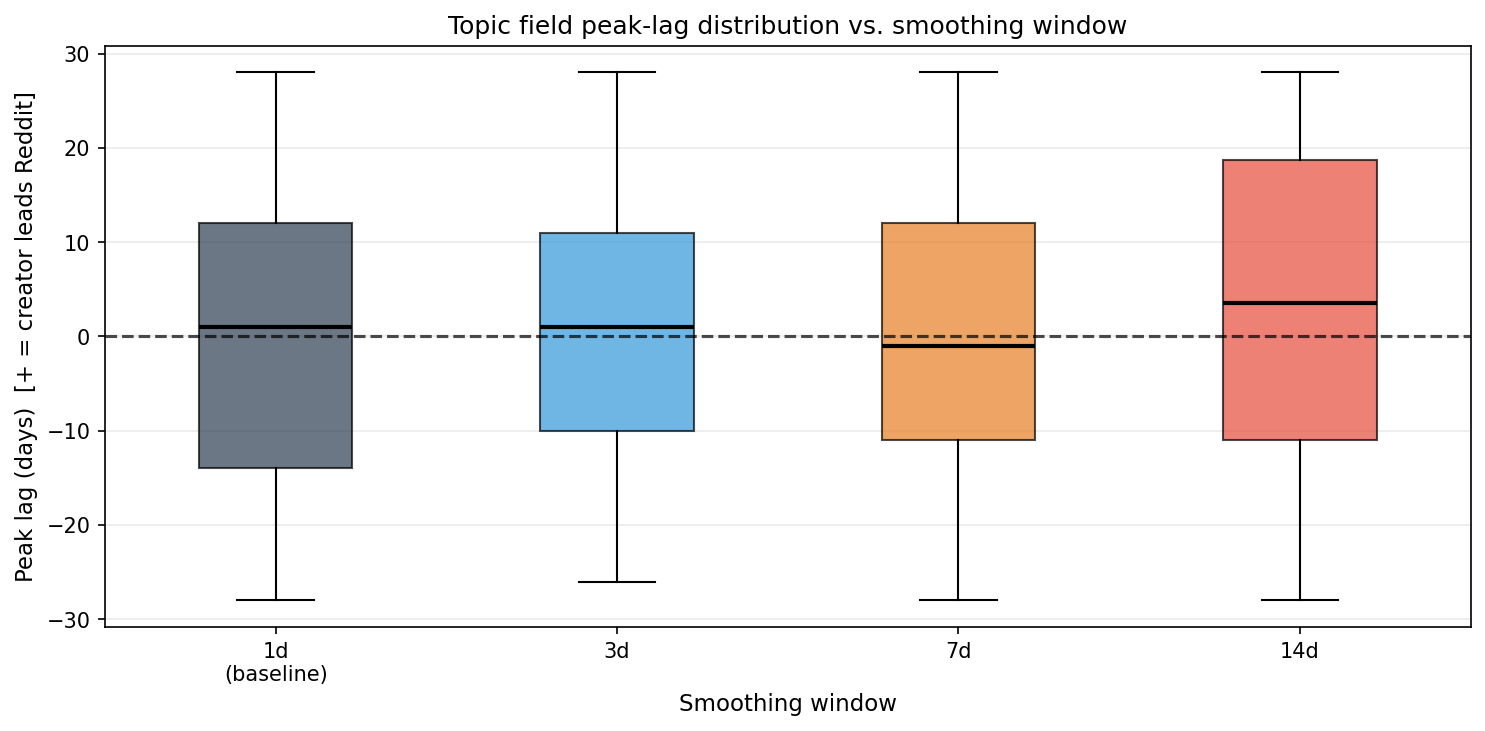 Topic field peak-lag distribution vs. smoothing window
Peak lag (days)  [+ = creator leads Reddit]
30
20
10
0
−10
−20
−30
1d
(baseline)
3d
7d
14d
Smoothing window